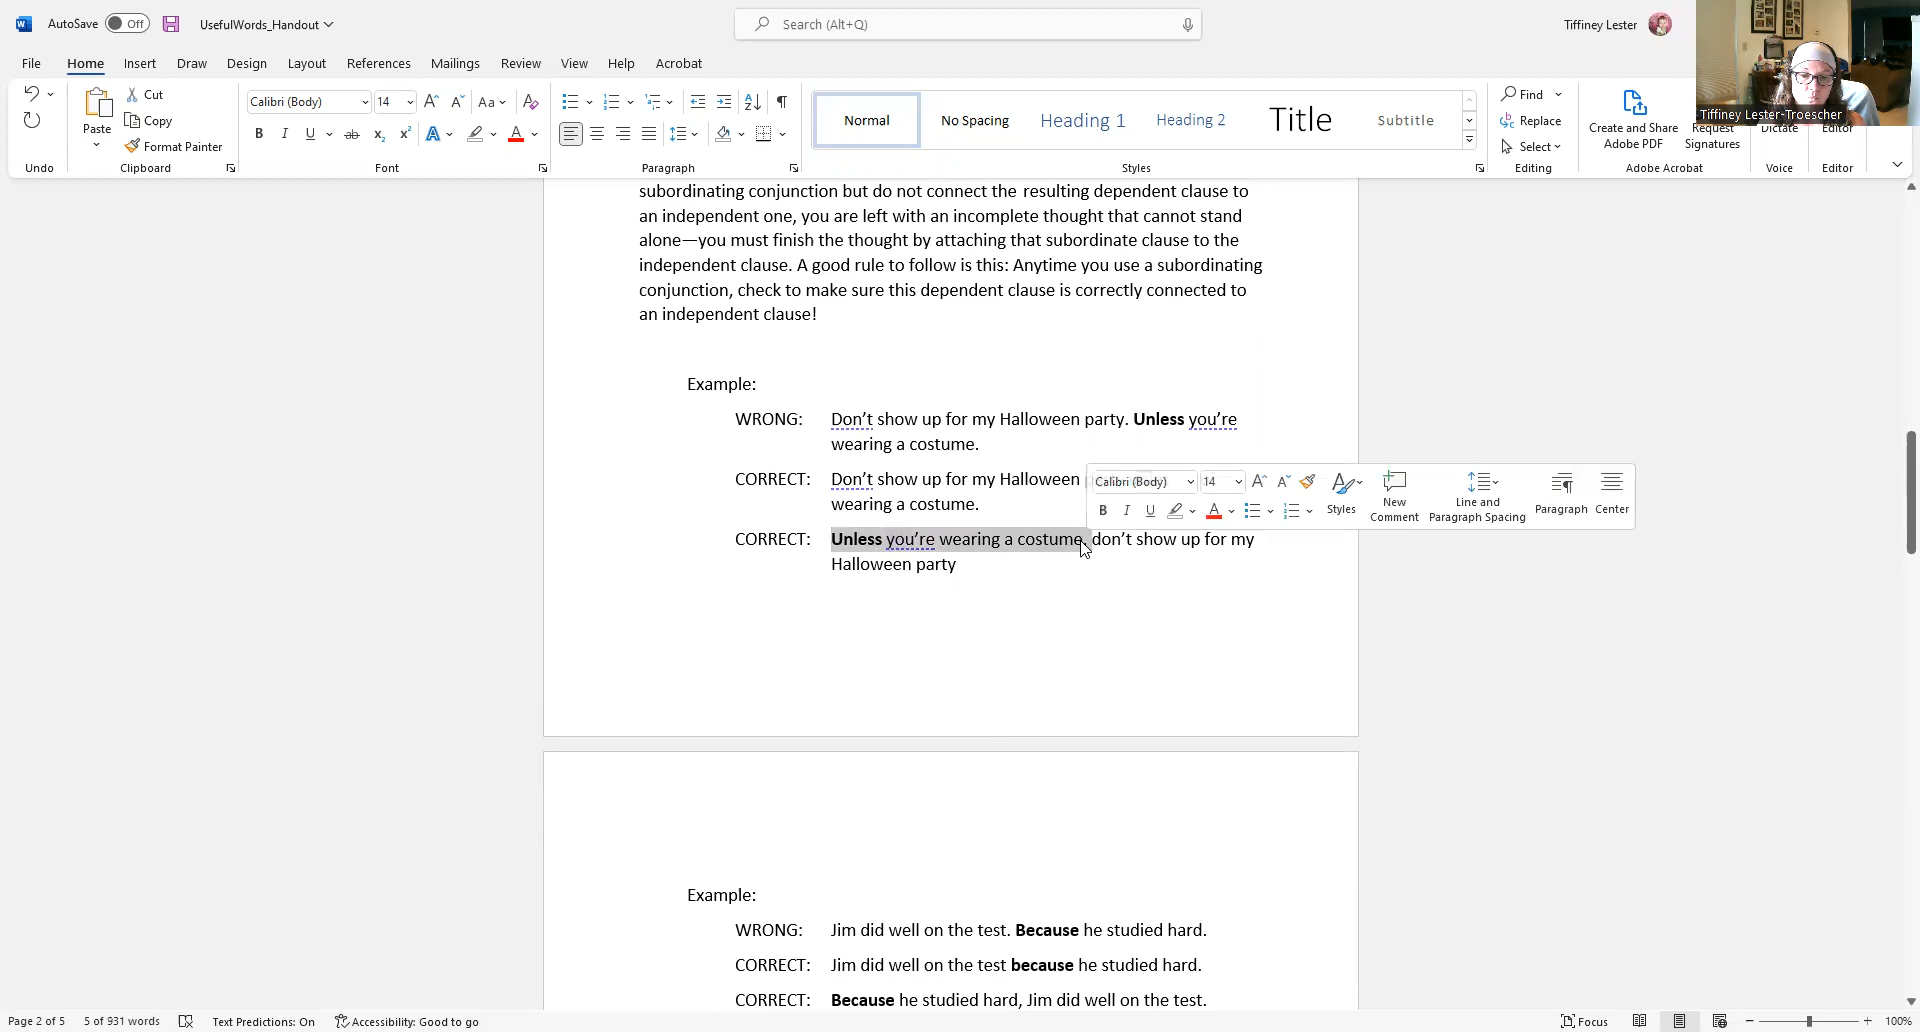 AutoSave Off UsefulWords_Handout Search (Alt+Q) Tiffiney Lester
File Home Insert Draw Design Layout References Mailings Review View Help Acrobat
Paste Cut Copy Format Painter
Calibri (Body) 14 Aa
B I U ab x₂ x² A A
Normal No Spacing Heading 1 Heading 2 Title Subtitle
Find Replace Select
Create and Share Adobe PDF
Request Signatures
Dictate
Editor
Undo Clipboard Font Paragraph Styles Editing Adobe Acrobat Voice Editor
Tiffiney Lester-Troescher
subordinating conjunction but do not connect the resulting dependent clause to
an independent one, you are left with an incomplete thought that cannot stand
alone—you must finish the thought by attaching that subordinate clause to the
independent clause. A good rule to follow is this: Anytime you use a subordinating
conjunction, check to make sure this dependent clause is correctly connected to
an independent clause!
Example:
WRONG: Don’t show up for my Halloween party. Unless you’re
wearing a costume.
CORRECT: Don’t show up for my Halloween
wearing a costume.
CORRECT: Unless you’re wearing a costume, don’t show up for my
Halloween party
Calibri (Body) 14
B I U A
Styles
New Comment
Line and Paragraph Spacing
Paragraph
Center
Example:
WRONG: Jim did well on the test. Because he studied hard.
CORRECT: Jim did well on the test because he studied hard.
CORRECT: Because he studied hard, Jim did well on the test.
Page 2 of 5 5 of 931 words Text Predictions: On Accessibility: Good to go Focus 100%